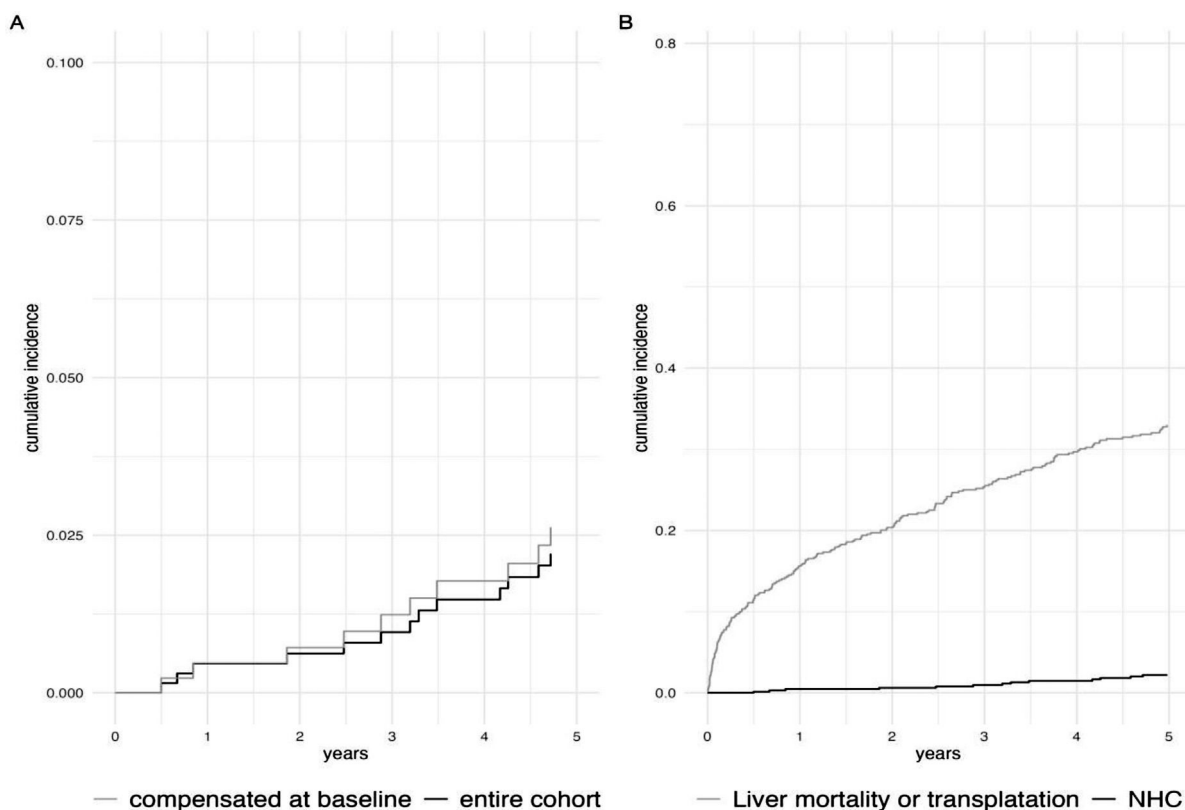 A
0.100
0.075
0.050
0.025
0.000
cumulative incidence
0 1 2 3 4 5
years
compensated at baseline entire cohort
B
0.8
0.6
0.4
0.2
0.0
cumulative incidence
0 1 2 3 4 5
years
Liver mortality or transplatation NHC